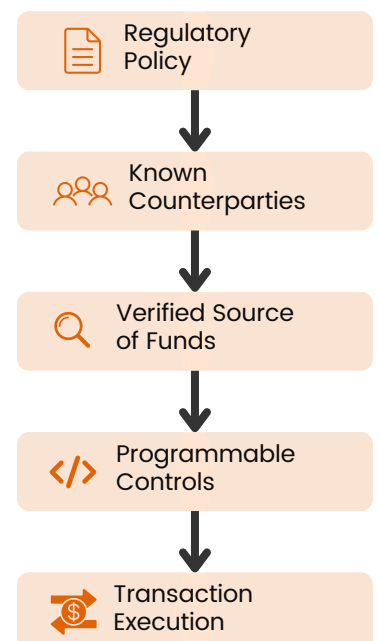 Regulatory
Policy
Known
Counterparties
Verified Source
of Funds
</>
Programmable
Controls
$
Transaction
Execution